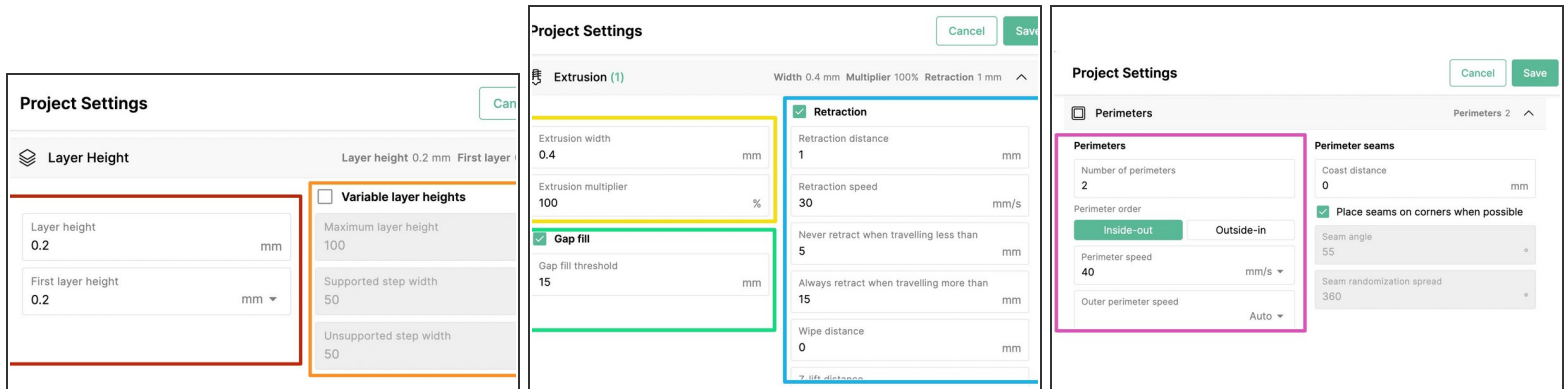 Project Settings
Can
Layer Height
Layer height 0.2 mm First layer
Layer height
0.2 mm
First layer height
0.2 mm
Variable layer heights
Maximum layer height
100
Supported step width
50
Unsupported step width
50
Project Settings
Cancel
Save
Extrusion (1)
Width 0.4 mm Multiplier 100% Retraction 1 mm
Extrusion width
0.4 mm
Extrusion multiplier
100 %
Gap fill
Gap fill threshold
15 mm
Retraction
Retraction distance
1 mm
Retraction speed
30 mm/s
Never retract when travelling less than
5 mm
Always retract when travelling more than
15 mm
Wipe distance
0 mm
Z-lift distance
Project Settings
Cancel
Save
Perimeters
Perimeters 2
Perimeters
Number of perimeters
2
Perimeter order
Inside-out Outside-in
Perimeter speed
40 mm/s
Outer perimeter speed
Auto
Perimeter seams
Coast distance
0 mm
Place seams on corners when possible
Seam angle
55 °
Seam randomization spread
360 °